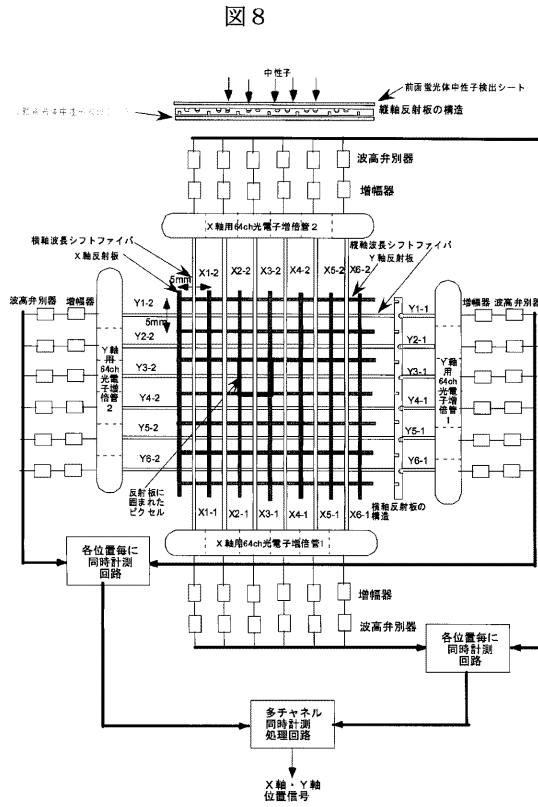 図8
中性子
前面蛍光体中性子検出シート
縦軸反射板の構造
波高弁別器
増幅器
X軸用64ch光電子増倍管2
横軸波長シフトファイバ
X軸反射板
縦軸波長シフトファイバ
Y軸反射板
5mm
X1-2 X2-2 X3-2 X4-2 X5-2 X6-2
波高弁別器 増幅器
増幅器 波高弁別器
5mm
Y1-2 Y1-1
Y2-2 Y2-1
Y3-2 Y3-1
Y4-2 Y4-1
Y5-2 Y5-1
Y6-2 Y6-1
Y軸用64ch光電子増倍管2
Y軸用64ch光電子増倍管1
反射板に
囲まれた
ピクセル
X1-1 X2-1 X3-1 X4-1 X5-1 X6-1
横軸反射板の
構造
X軸用64ch光電子増倍管1
各位置毎に
同時計測
回路
増幅器
波高弁別器
各位置毎に
同時計測
回路
多チャネル
同時計測
処理回路
X軸・Y軸
位置信号